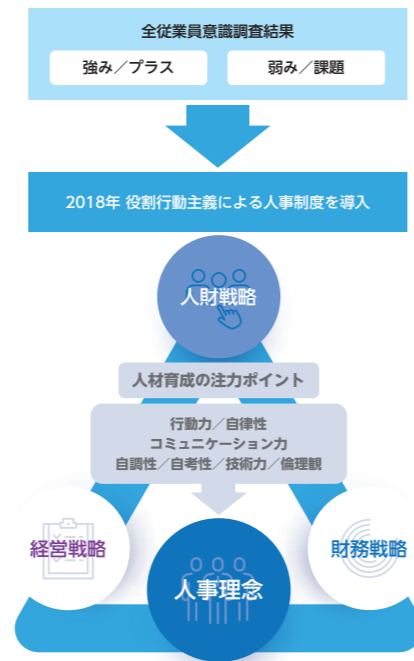 全従業員意識調査結果
強み／プラス
弱み／課題
2018年 役割行動主義による人事制度を導入
人財戦略
人材育成の注力ポイント
行動力／自律性
コミュニケーション力
自調性／自考性／技術力／倫理観
経営戦略
財務戦略
人事理念